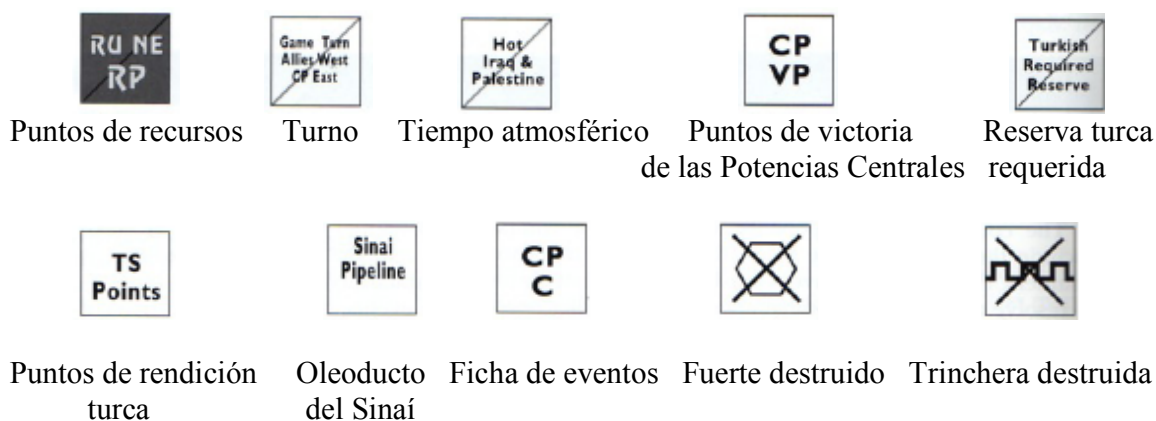 RU NE
RP
Game Turn
Allies West
CP East
Hot
Iraq &
Palestine
CP
VP
Turkish
Required
Reserve
Puntos de recursos Turno Tiempo atmosférico Puntos de victoria Reserva turca
de las Potencias Centrales requerida
TS
Points
Sinai
Pipeline
CP
C
Puntos de rendición Oleoducto Ficha de eventos Fuerte destruido Trinchera destruida
turca del Sinaí